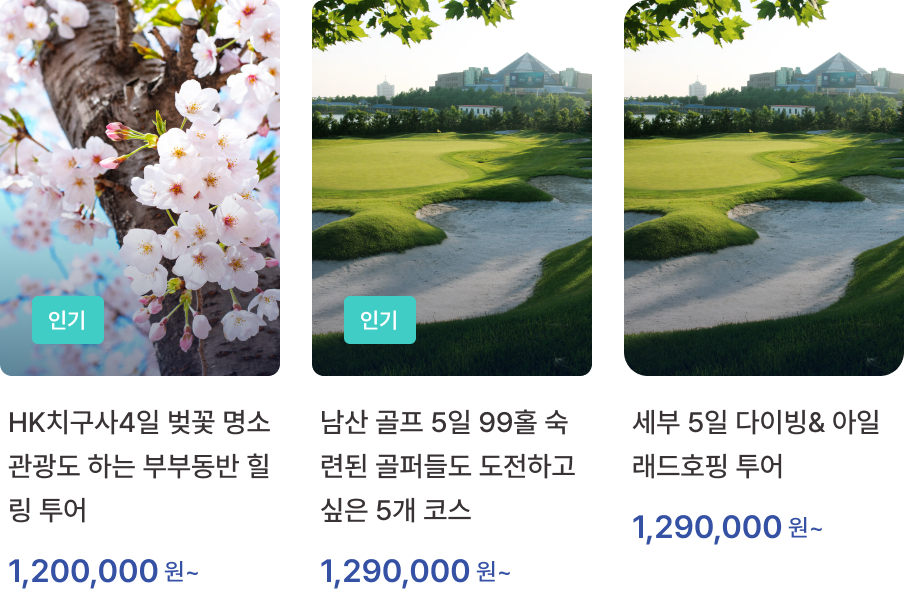 인기
HK치구사4일 벚꽃 명소
관광도 하는 부부동반 힐
링 투어
1,200,000 원~
인기
남산 골프 5일 99홀 숙
련된 골퍼들도 도전하고
싶은 5개 코스
1,290,000 원~
세부 5일 다이빙& 아일
래드호핑 투어
1,290,000 원~